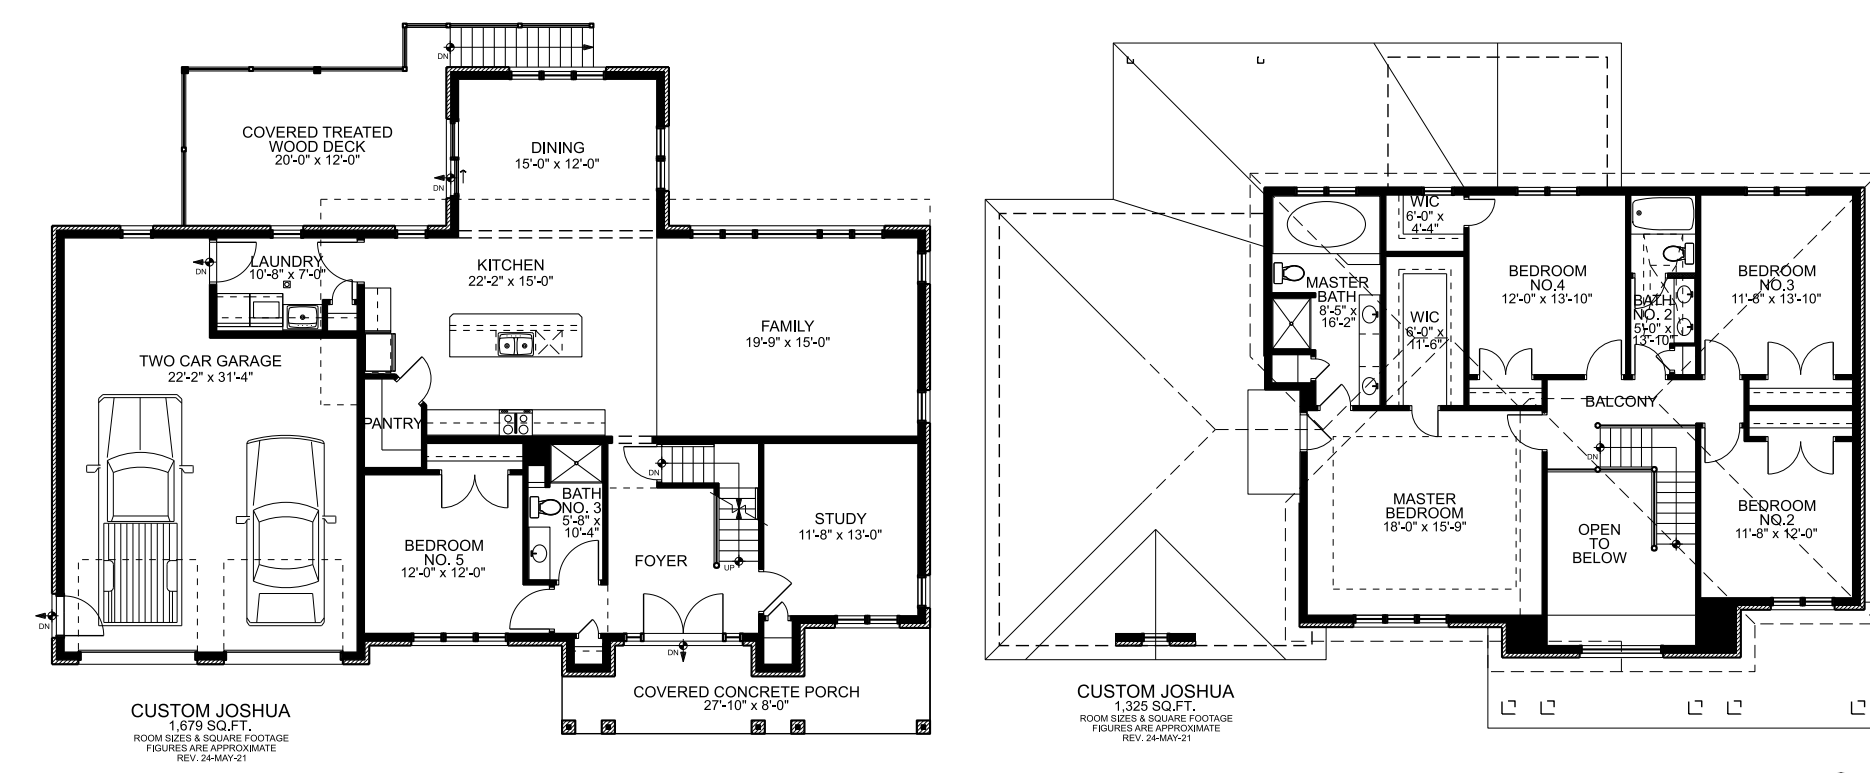 DN
COVERED TREATED
WOOD DECK
20'-0" x 12'-0"
DINING
15'-0" x 12'-0"
DN
LAUNDRY
10'-8" x 7'-0"
DN
KITCHEN
22'-2" x 15'-0"
FAMILY
19'-9" x 15'-0"
TWO CAR GARAGE
22'-2" x 31'-4"
PANTRY
DN
BATH
NO. 3
5'-8" x
10'-4"
STUDY
11'-8" x 13'-0"
BEDROOM
NO. 5
12'-0" x 12'-0"
FOYER
UP
DN
DN
COVERED CONCRETE PORCH
27'-10" x 8'-0"
CUSTOM JOSHUA
1,679 SQ.FT.
ROOM SIZES & SQUARE FOOTAGE
FIGURES ARE APPROXIMATE
REV. 24-MAY-21
WIC
6'-0" x
4'-4"
MASTER
BATH
8'-5" x
16'-2"
WIC
6'-0" x
11'-6"
BEDROOM
NO.4
12'-0" x 13'-10"
BATH
NO. 2
5'-0" x
13'-10"
BEDROOM
NO.3
11'-8" x 13'-10"
BALCONY
DN
MASTER
BEDROOM
18'-0" x 15'-9"
OPEN
TO
BELOW
BEDROOM
NO.2
11'-8" x 12'-0"
CUSTOM JOSHUA
1,325 SQ.FT.
ROOM SIZES & SQUARE FOOTAGE
FIGURES ARE APPROXIMATE
REV. 24-MAY-21